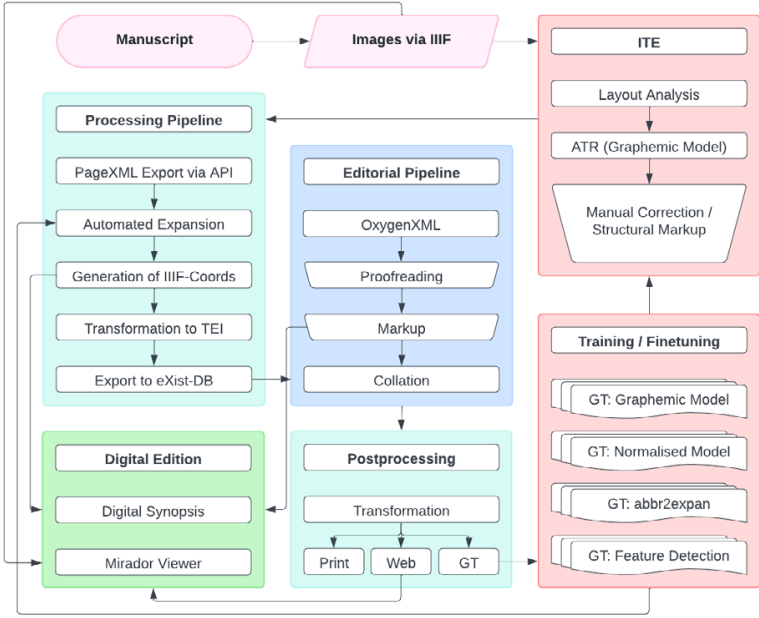 Manuscript
Images via IIIF
ITE
Layout Analysis
ATR (Graphemic Model)
Manual Correction /
Structural Markup
Processing Pipeline
PageXML Export via API
Automated Expansion
Generation of IIIF-Coords
Transformation to TEI
Export to eXist-DB
Editorial Pipeline
OxygenXML
Proofreading
Markup
Collation
Training / Finetuning
GT: Graphemic Model
GT: Normalised Model
GT: abbr2expan
GT: Feature Detection
Digital Edition
Digital Synopsis
Mirador Viewer
Postprocessing
Transformation
Print
Web
GT